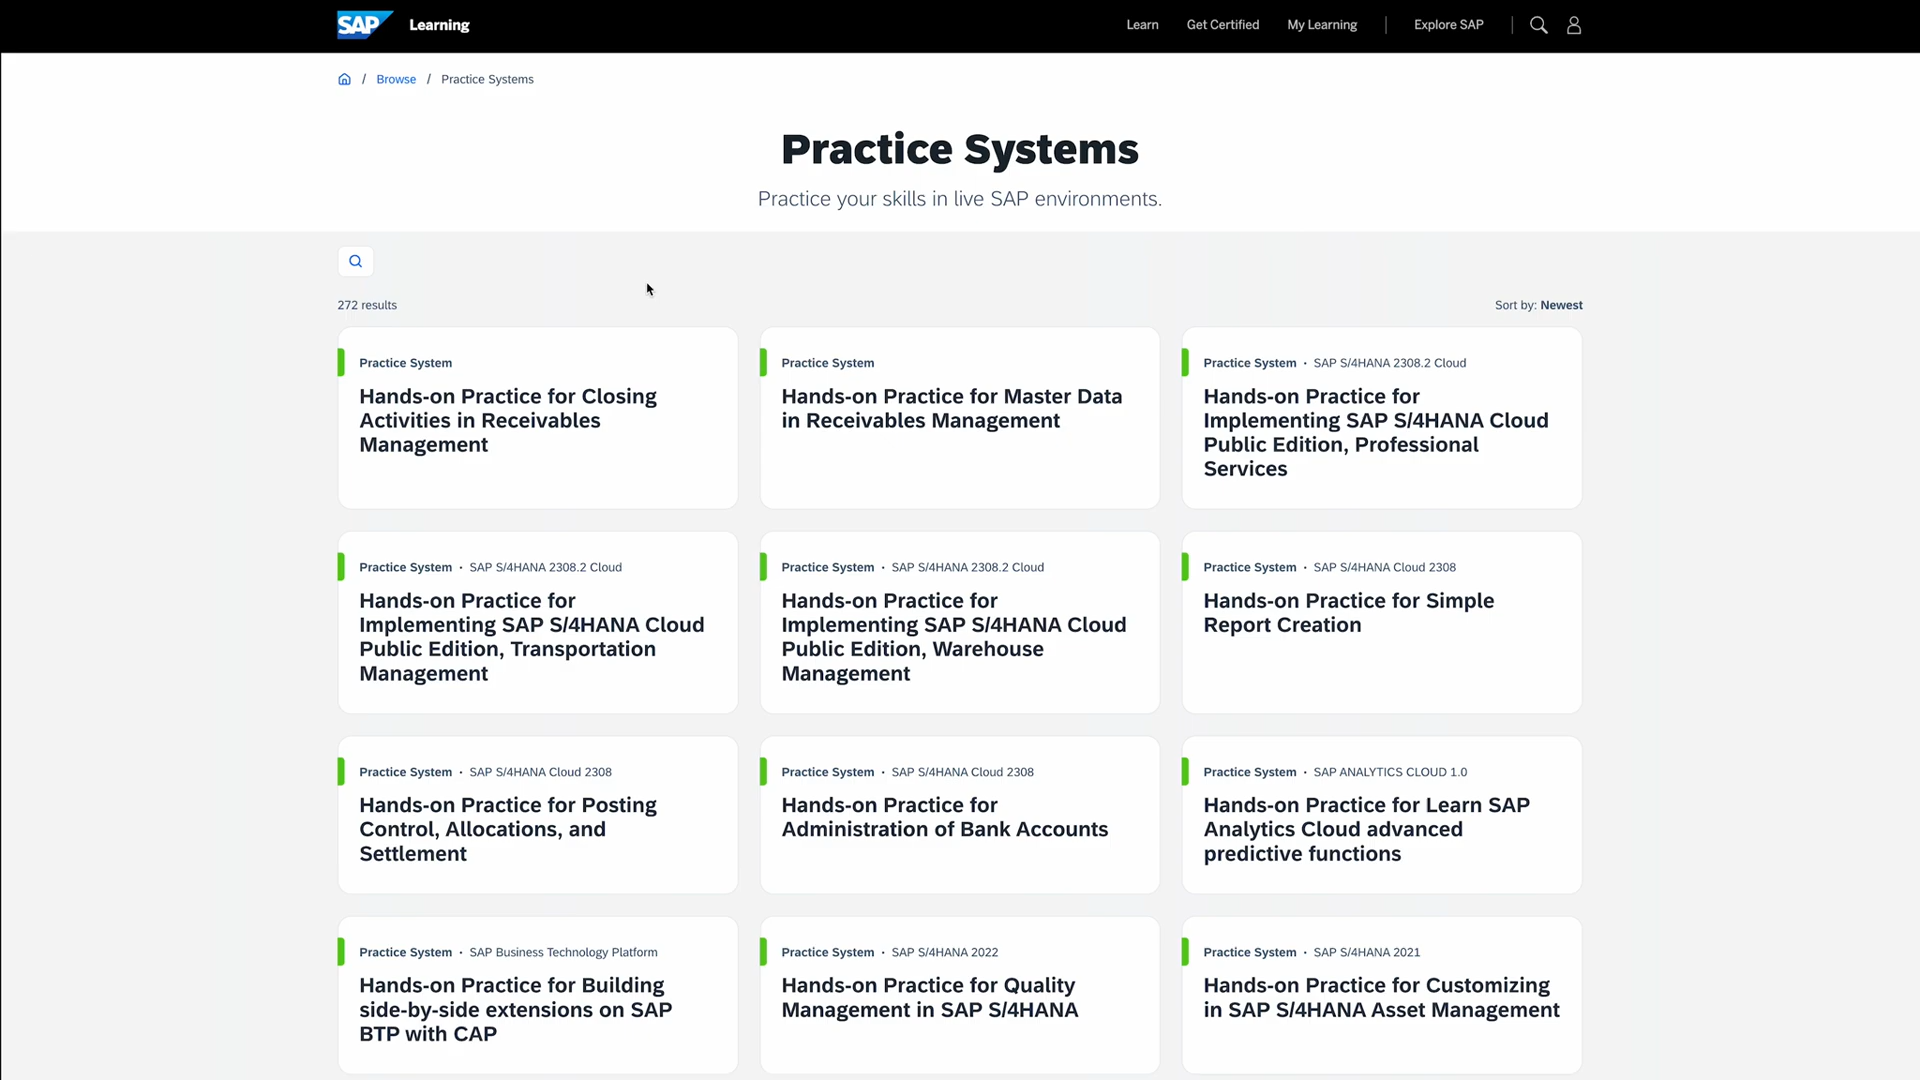 SAP Learning Learn Get Certified My Learning Explore SAP
/ Browse / Practice Systems
Practice Systems
Practice your skills in live SAP environments.
272 results
Sort by: Newest
Practice System
Hands-on Practice for Closing
Activities in Receivables
Management
Practice System
Hands-on Practice for Master Data
in Receivables Management
Practice System · SAP S/4HANA 2308.2 Cloud
Hands-on Practice for
Implementing SAP S/4HANA Cloud
Public Edition, Professional
Services
Practice System · SAP S/4HANA 2308.2 Cloud
Hands-on Practice for
Implementing SAP S/4HANA Cloud
Public Edition, Transportation
Management
Practice System · SAP S/4HANA 2308.2 Cloud
Hands-on Practice for
Implementing SAP S/4HANA Cloud
Public Edition, Warehouse
Management
Practice System · SAP S/4HANA Cloud 2308
Hands-on Practice for Simple
Report Creation
Practice System · SAP S/4HANA Cloud 2308
Hands-on Practice for Posting
Control, Allocations, and
Settlement
Practice System · SAP S/4HANA Cloud 2308
Hands-on Practice for
Administration of Bank Accounts
Practice System · SAP ANALYTICS CLOUD 1.0
Hands-on Practice for Learn SAP
Analytics Cloud advanced
predictive functions
Practice System · SAP Business Technology Platform
Hands-on Practice for Building
side-by-side extensions on SAP
BTP with CAP
Practice System · SAP S/4HANA 2022
Hands-on Practice for Quality
Management in SAP S/4HANA
Practice System · SAP S/4HANA 2021
Hands-on Practice for Customizing
in SAP S/4HANA Asset Management